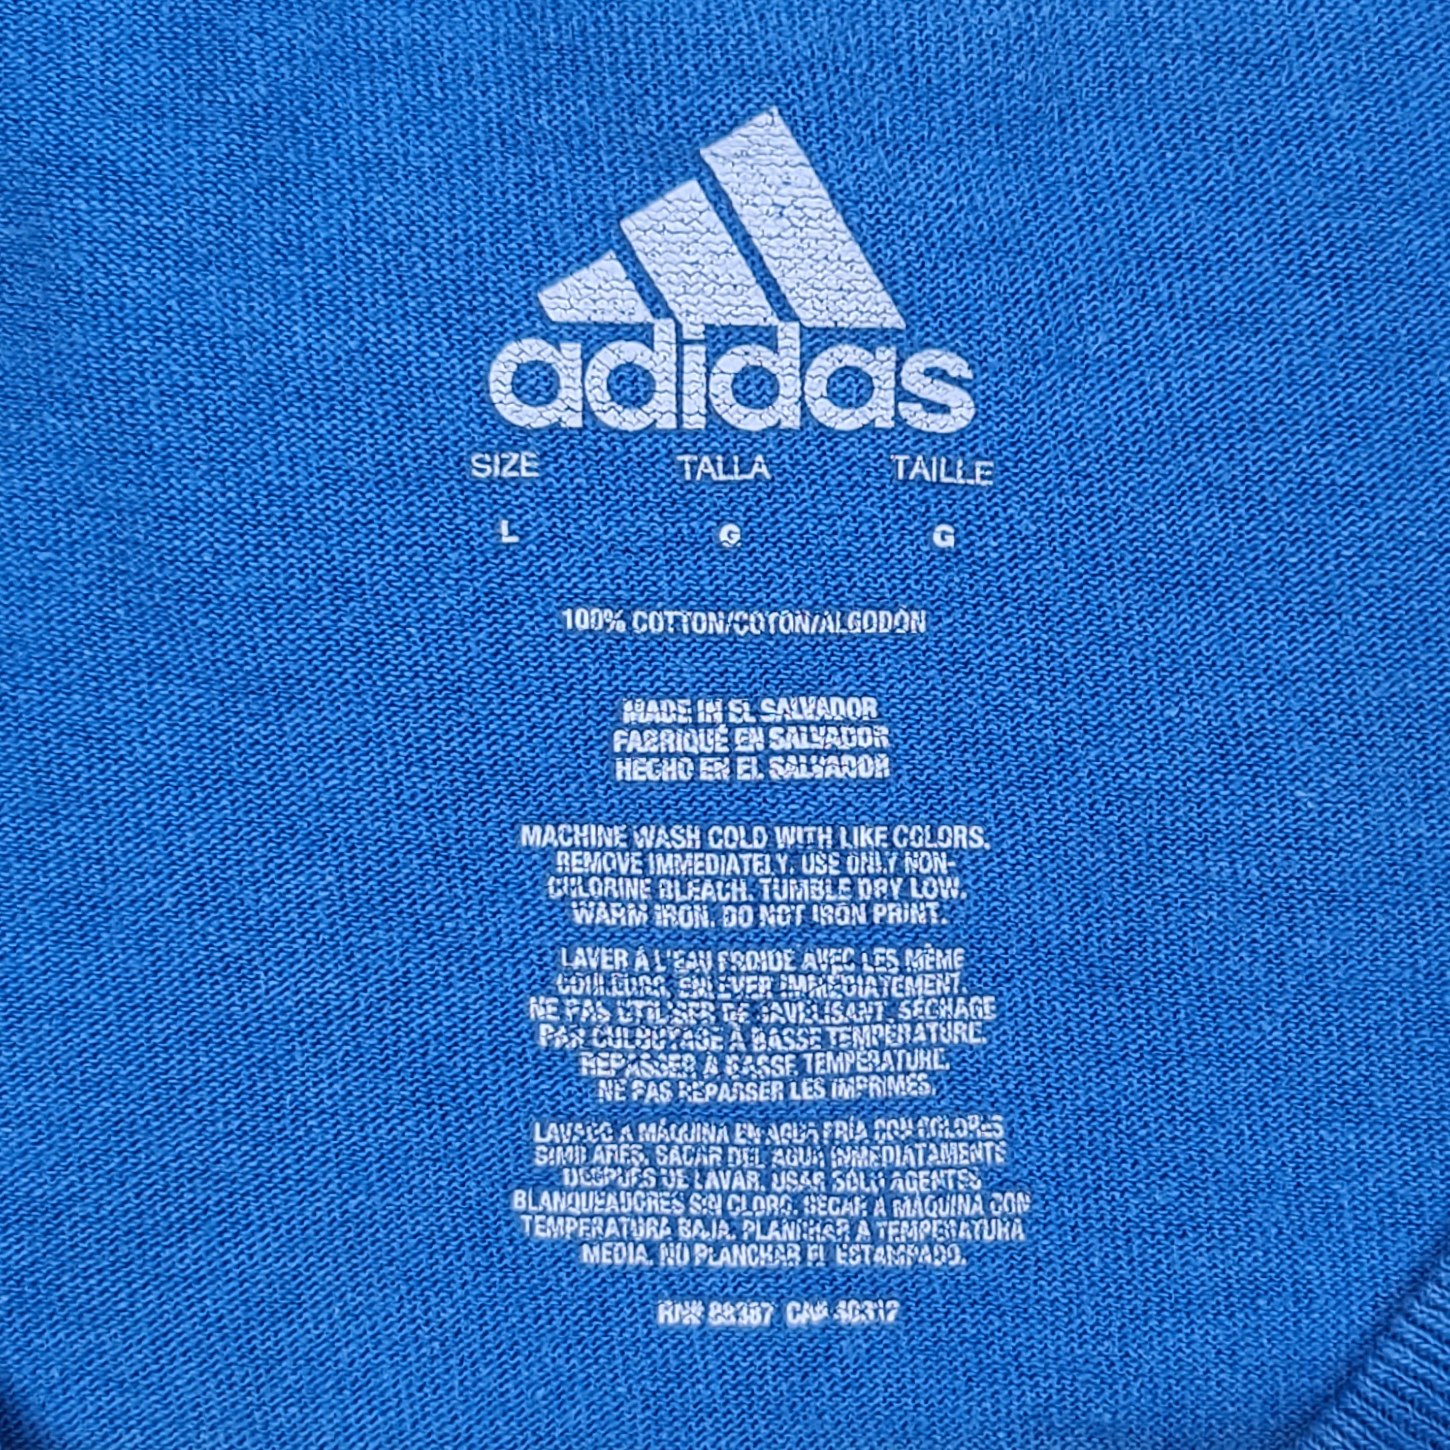 adidas
SIZE TALLA TAILLE
L G G
100% COTTON/COTON/ALGODÓN
MADE IN EL SALVADOR
FABRIQUÉ EN SALVADOR
HECHO EN EL SALVADOR
MACHINE WASH COLD WITH LIKE COLORS.
REMOVE IMMEDIATELY. USE ONLY NON-
CHLORINE BLEACH. TUMBLE DRY LOW.
WARM IRON. DO NOT IRON PRINT.
LAVER À L'EAU FROIDE AVEC LES MÊME
COULEURS, ENLEVER IMMÉDIATEMENT.
NE PAS UTILISER DE JAVELLISANT. SÉCHAGE
PAR CULBUTAGE À BASSE TEMPÉRATURE.
REPASSER À BASSE TEMPÉRATURE.
NE PAS REPASSER LES IMPRIMÉS.
LAVADO A MÁQUINA EN AGUA FRÍA CON COLORES
SIMILARES. SACAR DEL AGUA INMEDIATAMENTE
DESPUÉS DE LAVAR. USAR SOLO AGENTES
BLANQUEADORES SIN CLORO. SECAR A MÁQUINA CON
TEMPERATURA BAJA. PLANCHAR A TEMPERATURA
MEDIA. NO PLANCHAR EL ESTAMPADO.
RN# 88387 CA# 40312